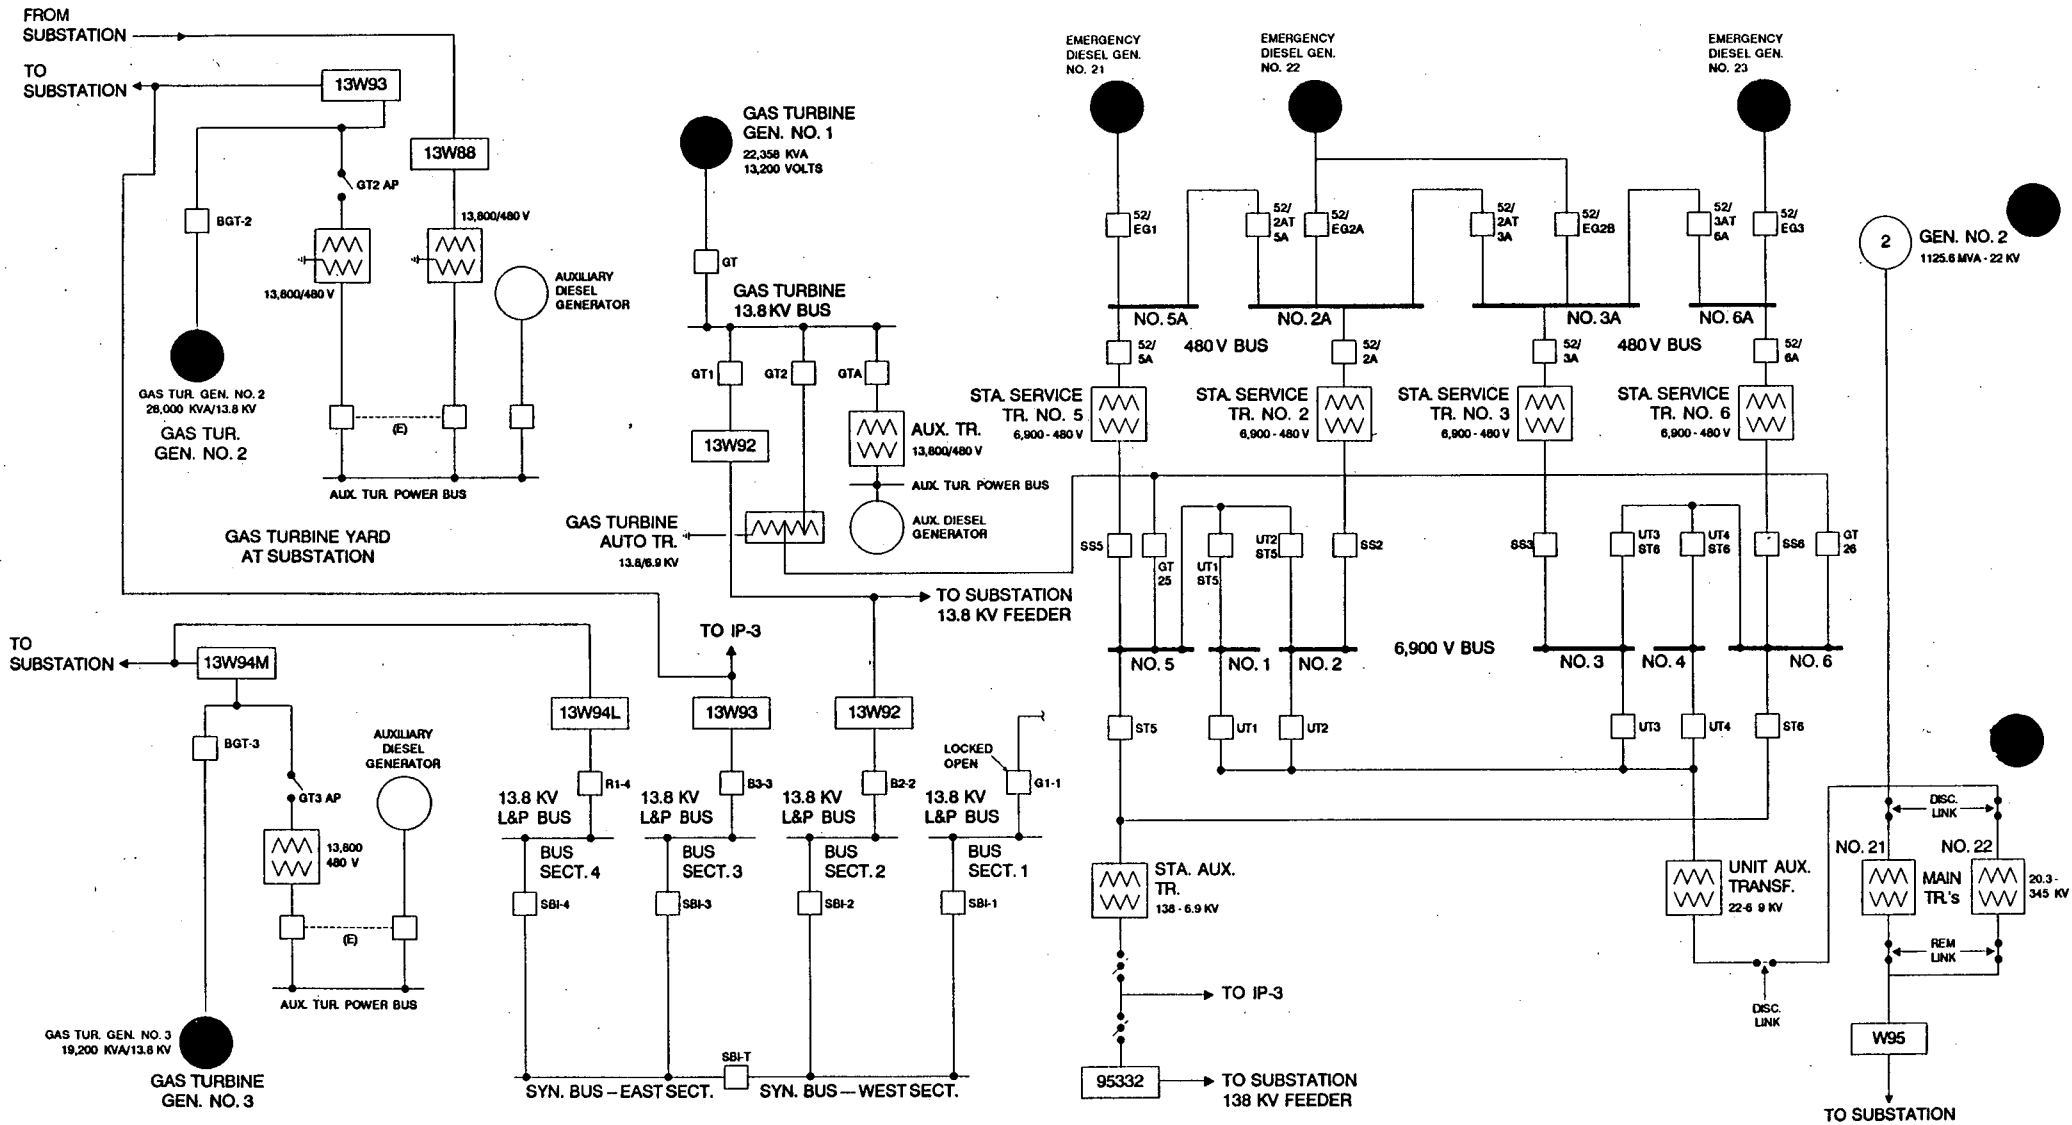 FROM
SUBSTATION
TO
SUBSTATION
13W93
13W88
GT2 AP
BGT-2
13,800/480 V
13,800/480 V
AUXILIARY
DIESEL
GENERATOR
GAS TUR. GEN. NO. 2
28,000 KVA/13.8 KV
GAS TUR.
GEN. NO. 2
(E)
AUX. TUR. POWER BUS
GAS TURBINE YARD
AT SUBSTATION
GAS TURBINE
GEN. NO. 1
22,358 KVA
13,200 VOLTS
GT
GAS TURBINE
13.8 KV BUS
GT1
GT2
GTA
13W92
AUX. TR.
13,800/480 V
AUX. TUR. POWER BUS
GAS TURBINE
AUTO TR.
13.8/6.9 KV
AUX. DIESEL
GENERATOR
TO SUBSTATION
13.8 KV FEEDER
EMERGENCY
DIESEL GEN.
NO. 21
EMERGENCY
DIESEL GEN.
NO. 22
EMERGENCY
DIESEL GEN.
NO. 23
52/
EG1
52/
2AT
5A
52/
EG2A
52/
2AT
3A
52/
EG2B
52/
3AT
6A
52/
EG3
2
GEN. NO. 2
1125.6 MVA - 22 KV
NO. 5A
NO. 2A
NO. 3A
NO. 6A
480 V BUS
480 V BUS
52/
5A
52/
2A
52/
3A
52/
6A
STA. SERVICE
TR. NO. 5
6,900 - 480 V
STA. SERVICE
TR. NO. 2
6,900 - 480 V
STA. SERVICE
TR. NO. 3
6,900 - 480 V
STA. SERVICE
TR. NO. 6
6,900 - 480 V
SS5
GT
25
UT1
ST5
UT2
ST5
SS2
SS3
UT3
ST6
UT4
ST6
SS6
GT
26
NO. 5
NO. 1
NO. 2
6,900 V BUS
NO. 3
NO. 4
NO. 6
ST5
UT1
UT2
UT3
UT4
ST6
TO
SUBSTATION
13W94M
BGT-3
GT3 AP
AUXILIARY
DIESEL
GENERATOR
13,800
480 V
(E)
AUX. TUR. POWER BUS
GAS TUR. GEN. NO. 3
19,200 KVA/13.8 KV
GAS TURBINE
GEN. NO. 3
TO IP-3
13W94L
13W93
13W92
LOCKED
OPEN
R1-4
B3-3
B2-2
G1-1
13.8 KV
L&P BUS
13.8 KV
L&P BUS
13.8 KV
L&P BUS
13.8 KV
L&P BUS
BUS
SECT. 4
BUS
SECT. 3
BUS
SECT. 2
BUS
SECT. 1
SBI-4
SBI-3
SBI-2
SBI-1
SBI-T
SYN. BUS – EAST SECT.
SYN. BUS — WEST SECT.
STA. AUX.
TR.
138 - 6.9 KV
TO IP-3
95332
TO SUBSTATION
138 KV FEEDER
UNIT AUX.
TRANSF.
22-6 9 KV
DISC.
LINK
DISC.
LINK
NO. 21
NO. 22
MAIN
TR.'s
20.3 -
345 KV
REM
LINK
W95
TO SUBSTATION